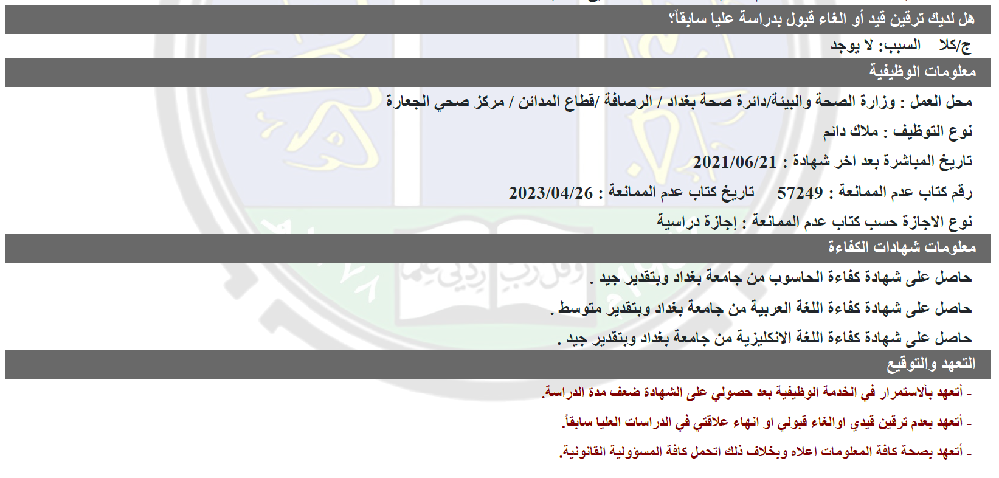 هل لديك ترقين قيد أو الغاء قبول بدراسة عليا سابقاً؟
ج/كلا السبب: لا يوجد
معلومات الوظيفية
محل العمل : وزارة الصحة والبيئة/دائرة صحة بغداد / الرصافة /قطاع المدائن / مركز صحي الجعارة
نوع التوظيف : ملاك دائم
تاريخ المباشرة بعد اخر شهادة : 2021/06/21
رقم كتاب عدم الممانعة : 57249 تاريخ كتاب عدم الممانعة : 2023/04/26
نوع الاجازة حسب كتاب عدم الممانعة : إجازة دراسية
معلومات شهادات الكفاءة
حاصل على شهادة كفاءة الحاسوب من جامعة بغداد وبتقدير جيد .
حاصل على شهادة كفاءة اللغة العربية من جامعة بغداد وبتقدير متوسط .
حاصل على شهادة كفاءة اللغة الانكليزية من جامعة بغداد وبتقدير جيد .
التعهد والتوقيع
- أتعهد بألاستمرار في الخدمة الوظيفية بعد حصولي على الشهادة ضعف مدة الدراسة.
- أتعهد بعدم ترقين قيدي اوالغاء قبولي او انهاء علاقتي في الدراسات العليا سابقاً.
- أتعهد بصحة كافة المعلومات اعلاه وبخلاف ذلك اتحمل كافة المسؤولية القانونية.